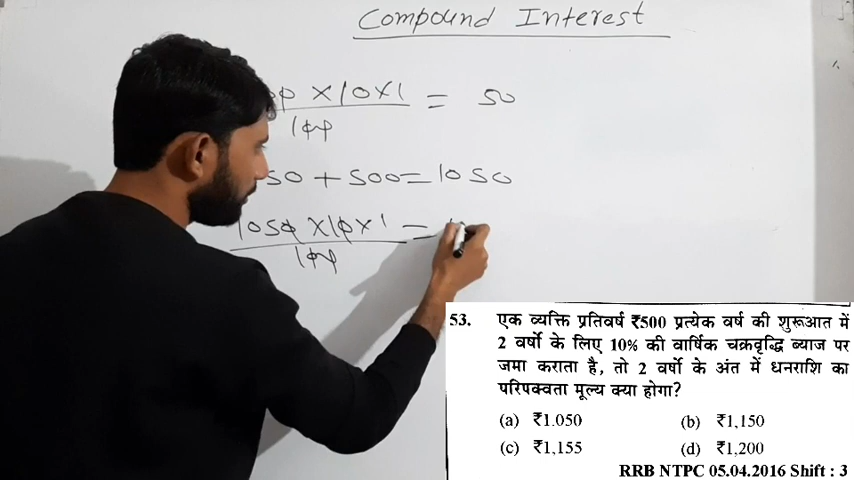 Compound Interest
×10×1 = 50
100
50 + 500 = 1050
1050 ×10×1 =
100
53. एक व्यक्ति प्रतिवर्ष ₹500 प्रत्येक वर्ष की शुरूआत में
2 वर्षो के लिए 10% की वार्षिक चक्रवृद्धि ब्याज पर
जमा कराता है, तो 2 वर्षो के अंत में धनराशि का
परिपक्वता मूल्य क्या होगा?
(a) ₹1.050 (b) ₹1,150
(c) ₹1,155 (d) ₹1,200
RRB NTPC 05.04.2016 Shift : 3